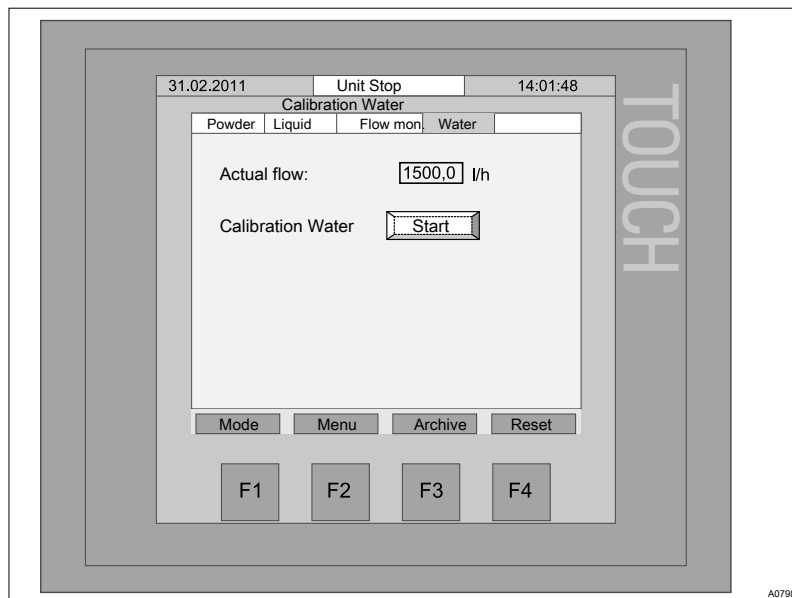 31.02.2011 Unit Stop 14:01:48
Calibration Water
Powder Liquid Flow mon. Water
Actual flow: 1500,0 l/h
Calibration Water Start
Mode Menu Archive Reset
F1 F2 F3 F4
TOUCH
A0798